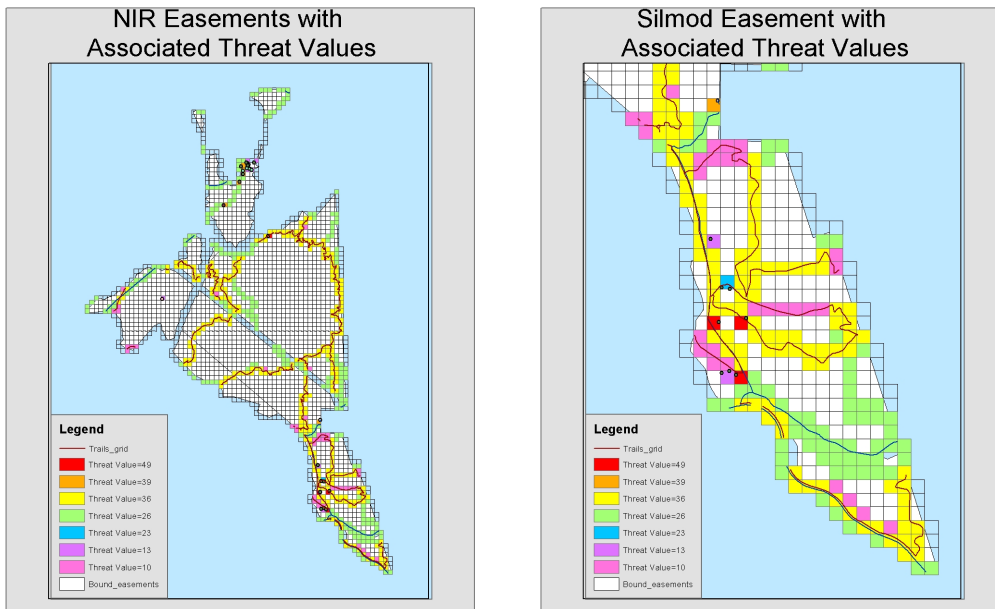 NIR Easements with
Associated Threat Values
Legend
Trails_grid
Threat Value=49
Threat Value=39
Threat Value=36
Threat Value=26
Threat Value=23
Threat Value=13
Threat Value=10
Bound_easements
Silmod Easement with
Associated Threat Values
Legend
Trails_grid
Threat Value=49
Threat Value=39
Threat Value=36
Threat Value=26
Threat Value=23
Threat Value=13
Threat Value=10
Bound_easements